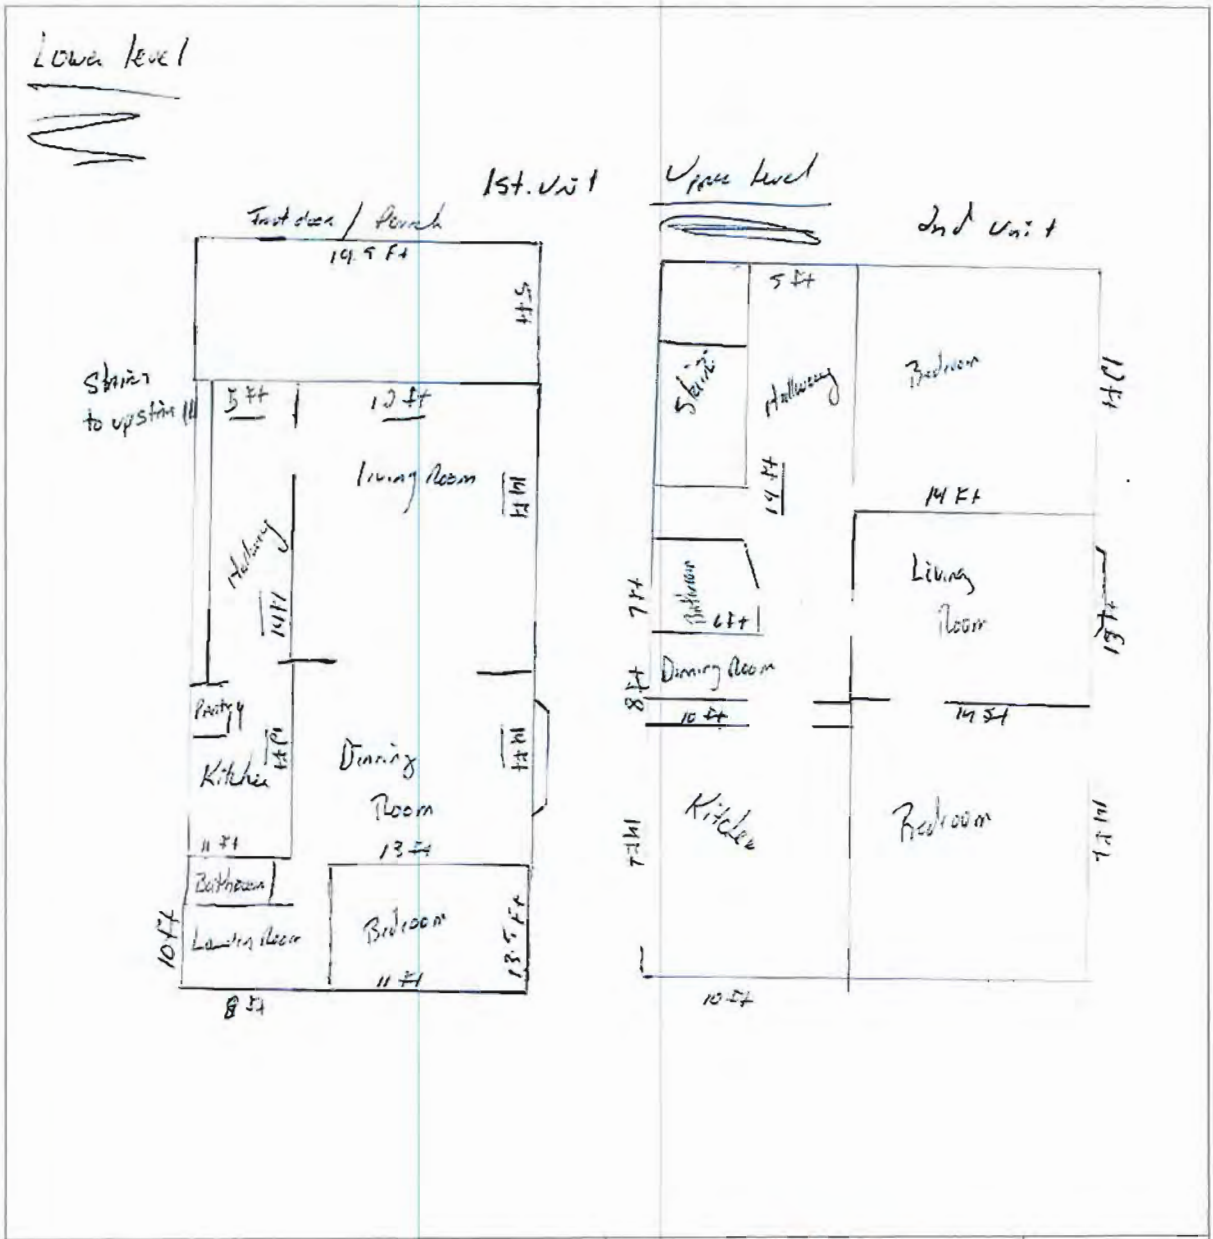 Lower level
1st. Unit
Upper Level
2nd Unit
Front door / Porch
19.5 Ft
5 Ft
Stairs
to upstair
5 Ft
12 Ft
Living Room
14 Ft
Hallway
14 Ft
Pantry
Kitchen
12 Ft
Dinning
Room
14 Ft
11 Ft
13 Ft
Bathroom
10 Ft
Laundry Room
Bedroom
13.5 Ft
11 Ft
8 Ft
5 Ft
Stairs
Hallway
Bedroom
14 Ft
14 Ft
Living
Room
13 Ft
Bathroom
7 Ft
6 Ft
Dinning Room
8 Ft
10 Ft
14 Ft
Kitchen
Bedroom
14 Ft
14 Ft
10 Ft